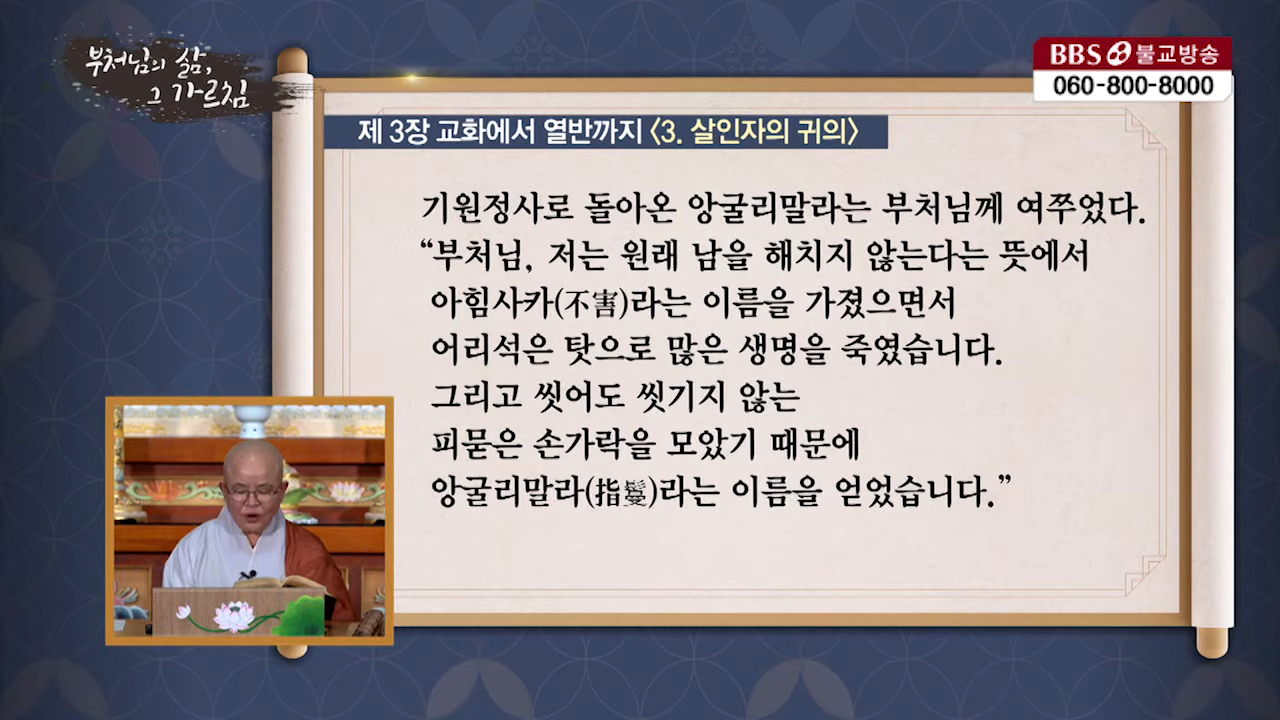 부처님의 삶,
그 가르침
BBS 불교방송
060-800-8000
제 3장 교화에서 열반까지 <3. 살인자의 귀의>
기원정사로 돌아온 앙굴리말라는 부처님께 여쭈었다.
“부처님, 저는 원래 남을 해치지 않는다는 뜻에서
아힘사카(不害)라는 이름을 가졌으면서
어리석은 탓으로 많은 생명을 죽였습니다.
그리고 씻어도 씻기지 않는
피묻은 손가락을 모았기 때문에
앙굴리말라(指鬘)라는 이름을 얻었습니다.”